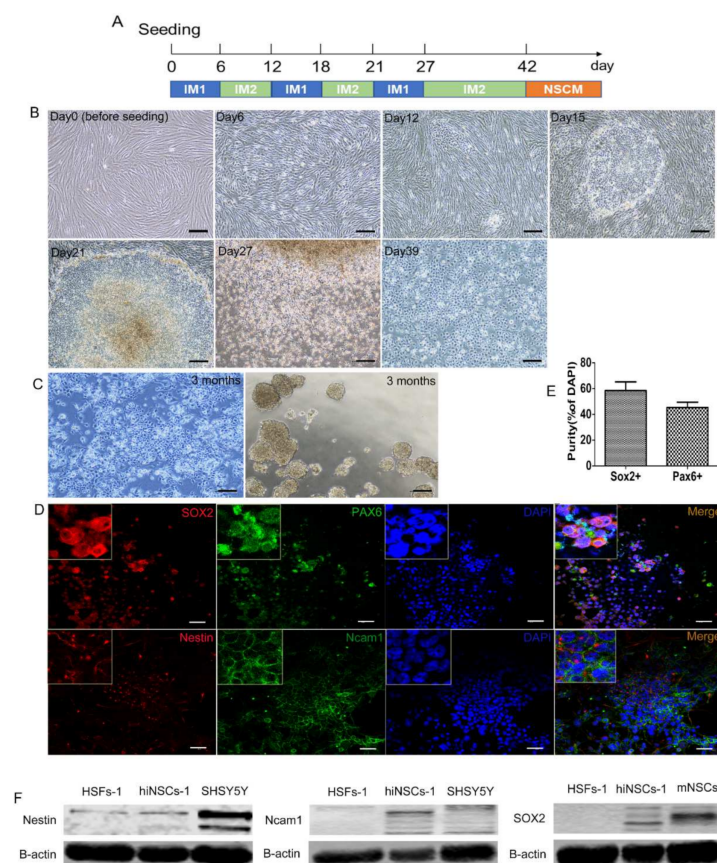 A
Seeding
0 6 12 18 21 27 42 day
IM1 IM2 IM1 IM2 IM1 IM2 NSCM
B
Day0 (before seeding) Day6 Day12 Day15
Day21 Day27 Day39
C
3 months 3 months
E
Purity(%of DAPI)
80
60
40
20
0
Sox2+ Pax6+
D
SOX2 PAX6 DAPI Merge
Nestin Ncam1 DAPI Merge
F
HSFs-1 hiNSCs-1 SHSY5Y HSFs-1 hiNSCs-1 SHSY5Y HSFs-1 hiNSCs-1 mNSCs
Nestin Ncam1 SOX2
B-actin B-actin B-actin